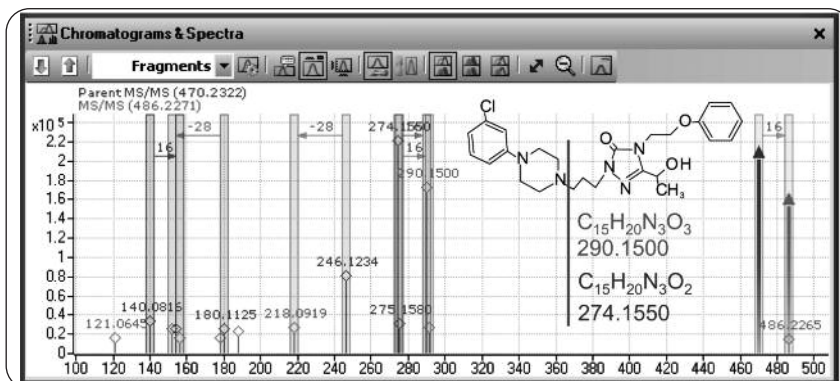 Chromatograms & Spectra
Fragments
Parent MS/MS (470.2322)
MS/MS (486.2271)
x10 5
2.2
2
1.8
1.6
1.4
1.2
1
0.8
0.6
0.4
0.2
0
-28
-28
16
16
16
274.1550
290.1500
246.1234
140.0816
121.0645
180.1125
218.0919
275.1580
486.2265
Cl
N
N
O
N
N
N
O
OH
CH₃
C₁₅H₂₀N₃O₃
290.1500
C₁₅H₂₀N₃O₂
274.1550
100 120 140 160 180 200 220 240 260 280 300 320 340 360 380 400 420 440 460 480 500